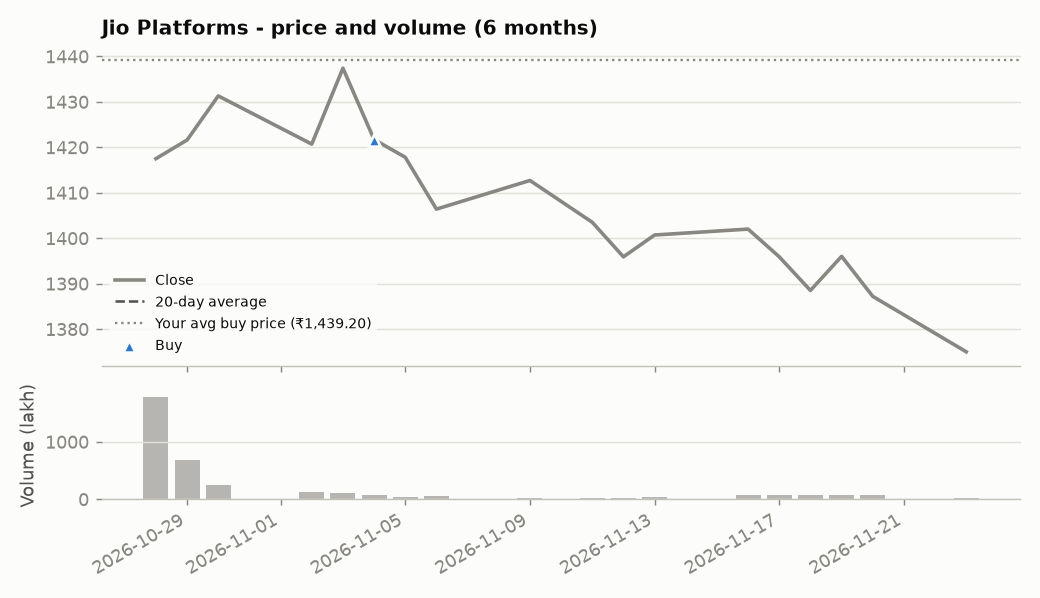 Jio Platforms - price and volume (6 months)
1440
1430
1420
1410
1400
1390
1380
Close
20-day average
Your avg buy price (₹1,439.20)
Buy
Volume (lakh)
1000
0
2026-10-29
2026-11-01
2026-11-05
2026-11-09
2026-11-13
2026-11-17
2026-11-21